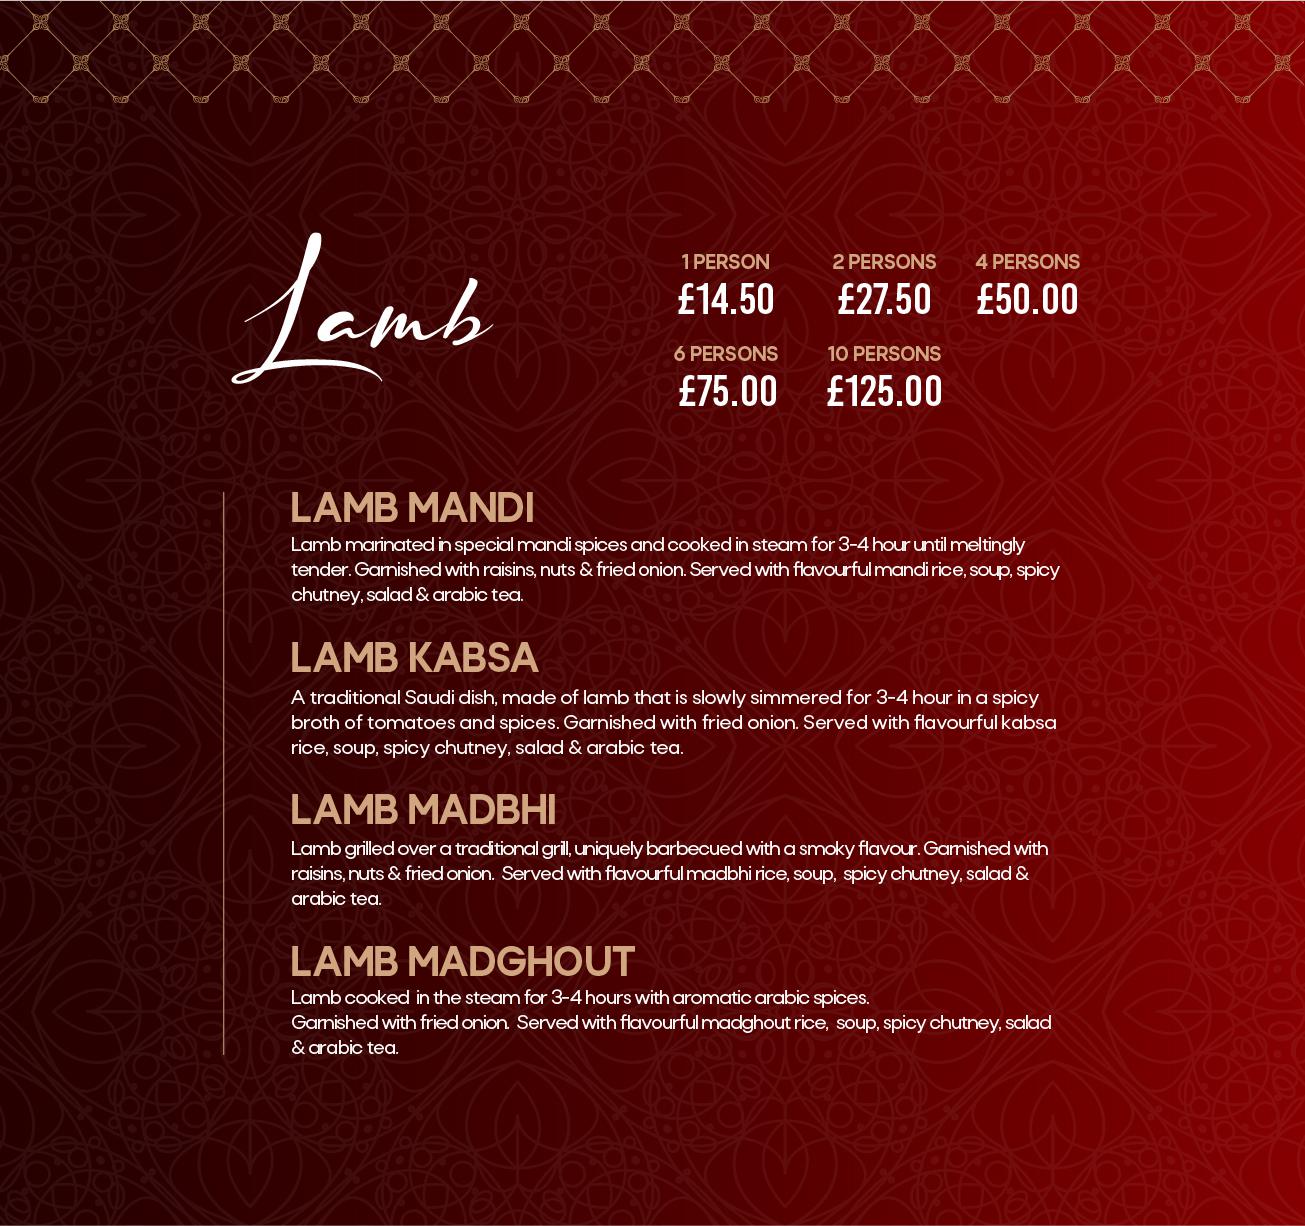 Lamb
1 PERSON 2 PERSONS 4 PERSONS
£14.50 £27.50 £50.00
6 PERSONS 10 PERSONS
£75.00 £125.00
LAMB MANDI
Lamb marinated in special mandi spices and cooked in steam for 3-4 hour until meltingly
tender. Garnished with raisins, nuts & fried onion. Served with flavourful mandi rice, soup, spicy
chutney, salad & arabic tea.
LAMB KABSA
A traditional Saudi dish, made of lamb that is slowly simmered for 3-4 hour in a spicy
broth of tomatoes and spices. Garnished with fried onion. Served with flavourful kabsa
rice, soup, spicy chutney, salad & arabic tea.
LAMB MADBHI
Lamb grilled over a traditional grill, uniquely barbecued with a smoky flavour. Garnished with
raisins, nuts & fried onion. Served with flavourful madbhi rice, soup, spicy chutney, salad &
arabic tea.
LAMB MADGHOUT
Lamb cooked in the steam for 3-4 hours with aromatic arabic spices.
Garnished with fried onion. Served with flavourful madghout rice, soup, spicy chutney, salad
& arabic tea.